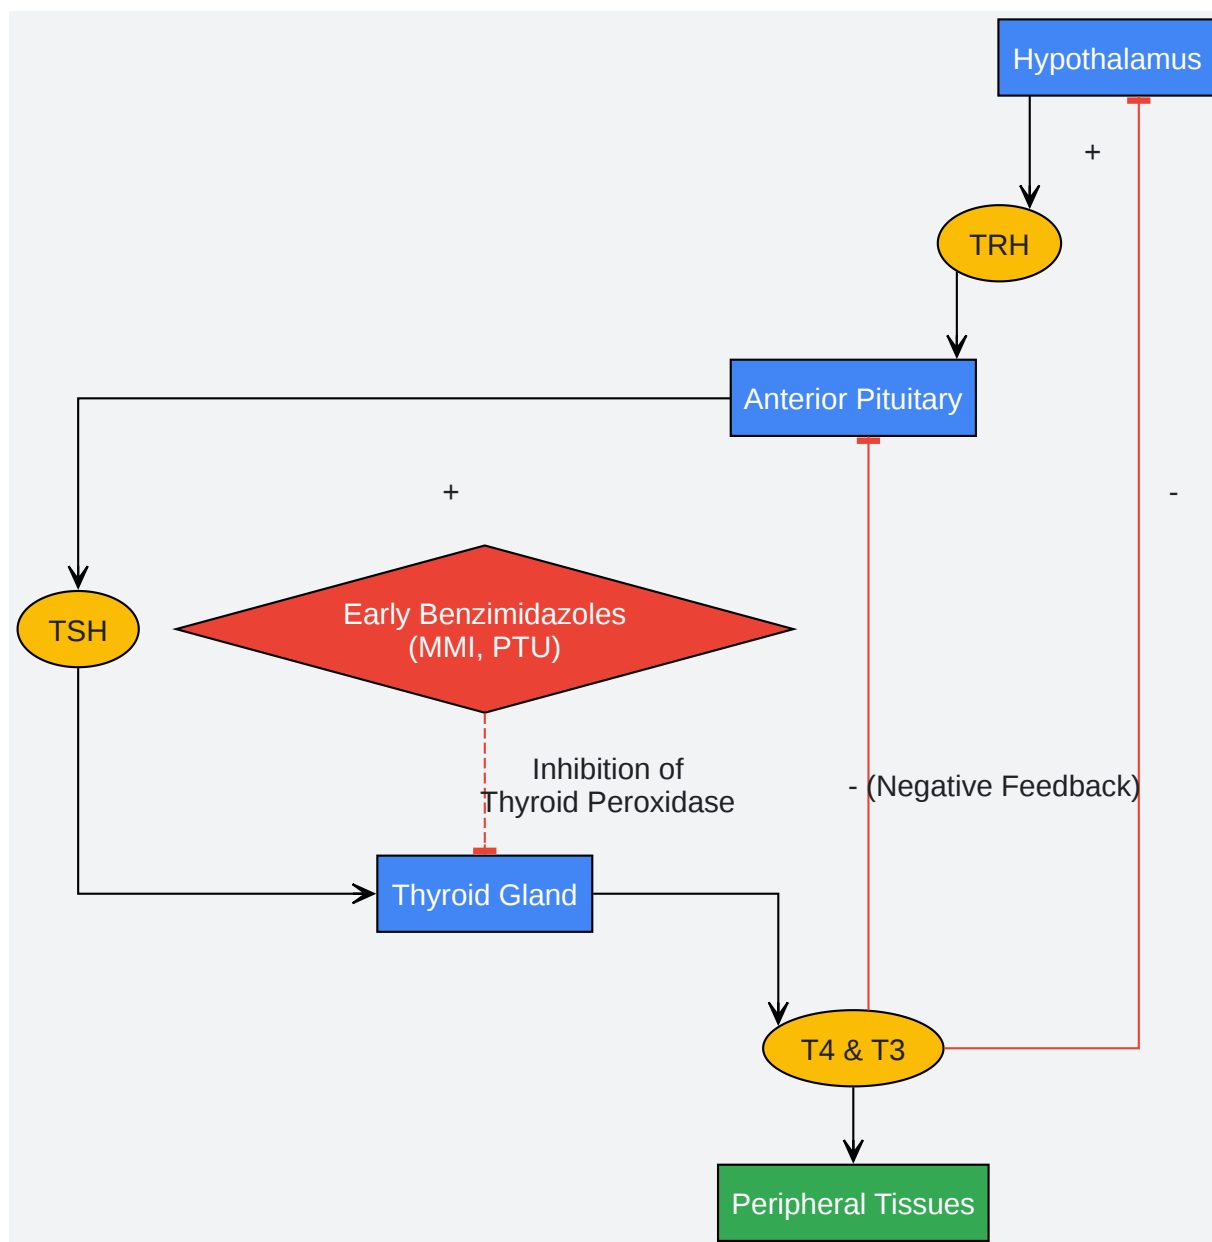 Hypothalamus
+
TRH
Anterior Pituitary
+
-
Early Benzimidazoles
(MMI, PTU)
TSH
Inhibition of
Thyroid Peroxidase
- (Negative Feedback)
Thyroid Gland
T4 & T3
Peripheral Tissues